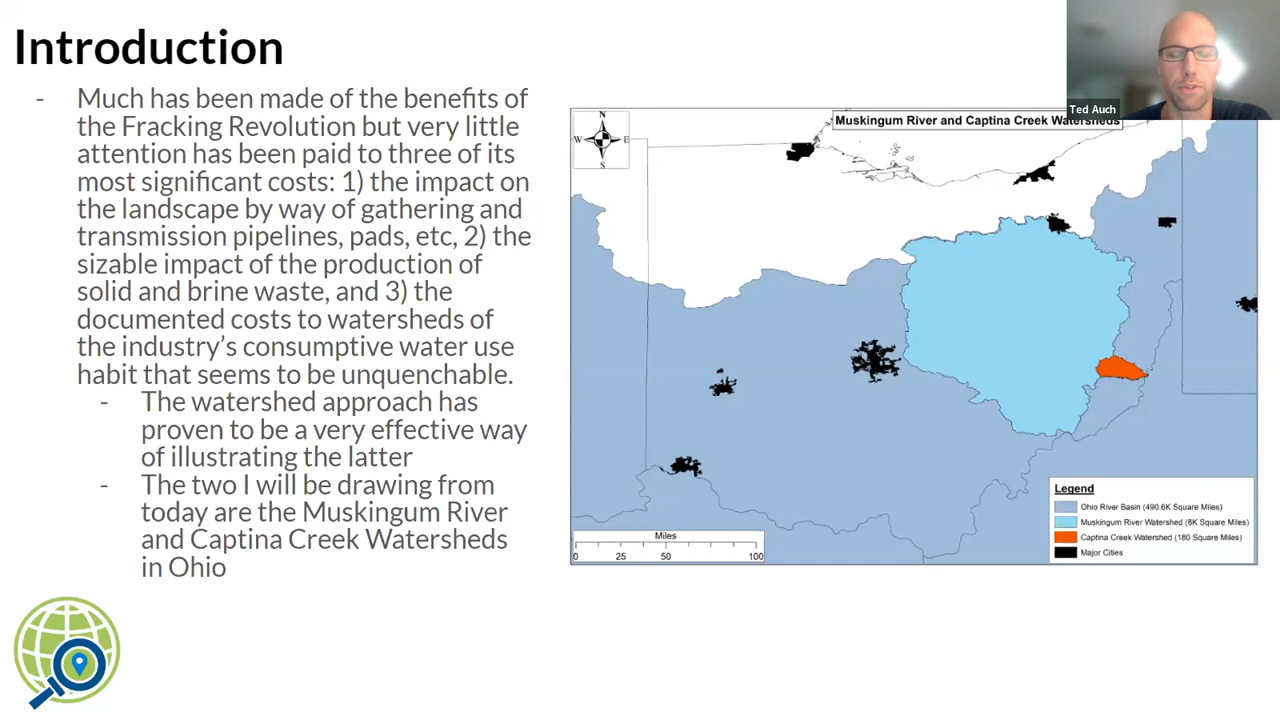 Introduction
- Much has been made of the benefits of
the Fracking Revolution but very little
attention has been paid to three of its
most significant costs: 1) the impact on
the landscape by way of gathering and
transmission pipelines, pads, etc, 2) the
sizable impact of the production of
solid and brine waste, and 3) the
documented costs to watersheds of
the industry's consumptive water use
habit that seems to be unquenchable.
- The watershed approach has
proven to be a very effective way
of illustrating the latter
- The two I will be drawing from
today are the Muskingum River
and Captina Creek Watersheds
in Ohio
Ted Auch
Muskingum River and Captina Creek Watersheds
N
W E
S
Miles
0 25 50 100
Legend
Ohio River Basin (490.6K Square Miles)
Muskingum River Watershed (8K Square Miles)
Captina Creek Watershed (180 Square Miles)
Major Cities